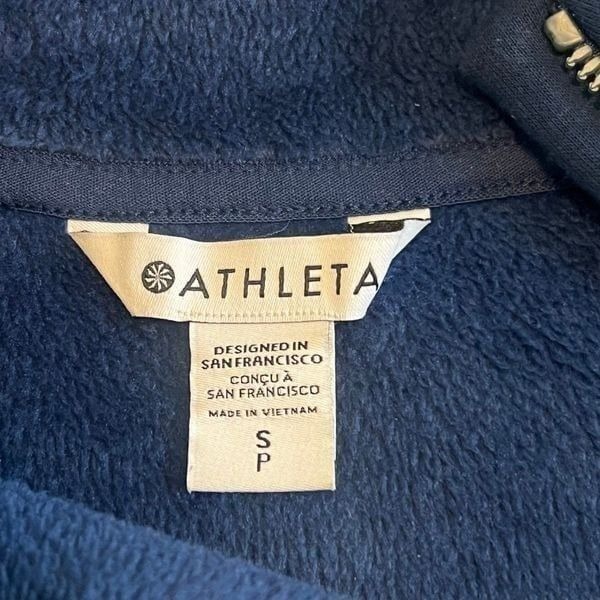 ATHLETA
DESIGNED IN
SAN FRANCISCO
CONÇU À
SAN FRANCISCO
MADE IN VIETNAM
S
P